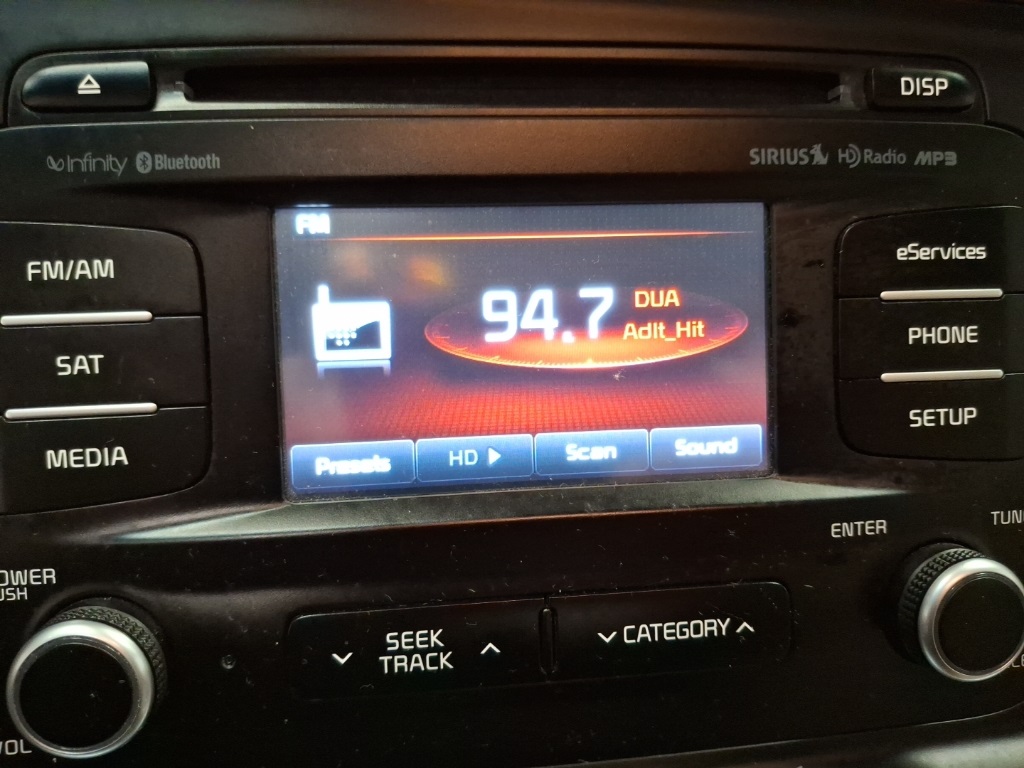 DISP
Infinity Bluetooth
SIRIUS HD Radio MP3
FM
FM/AM
SAT
MEDIA
94.7
DUA
Adlt_Hit
Presets
HD
Scan
Sound
eServices
PHONE
SETUP
ENTER
SEEK
TRACK
CATEGORY